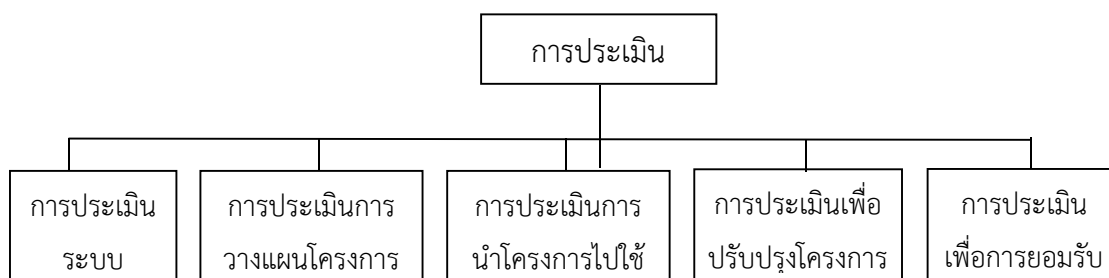 การประเมิน
การประเมิน
ระบบ
การประเมินการ
วางแผนโครงการ
การประเมินการ
นำโครงการไปใช้
การประเมินเพื่อ
ปรับปรุงโครงการ
การประเมิน
เพื่อการยอมรับ